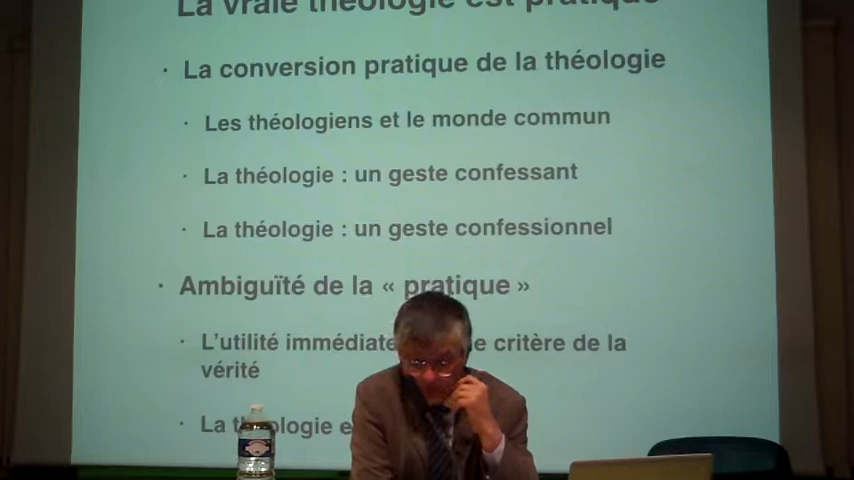 La vraie théologie est pratique
La conversion pratique de la théologie
Les théologiens et le monde commun
La théologie : un geste confessant
La théologie : un geste confessionnel
Ambiguïté de la « pratique »
L'utilité immédiate critère de la
vérité
La